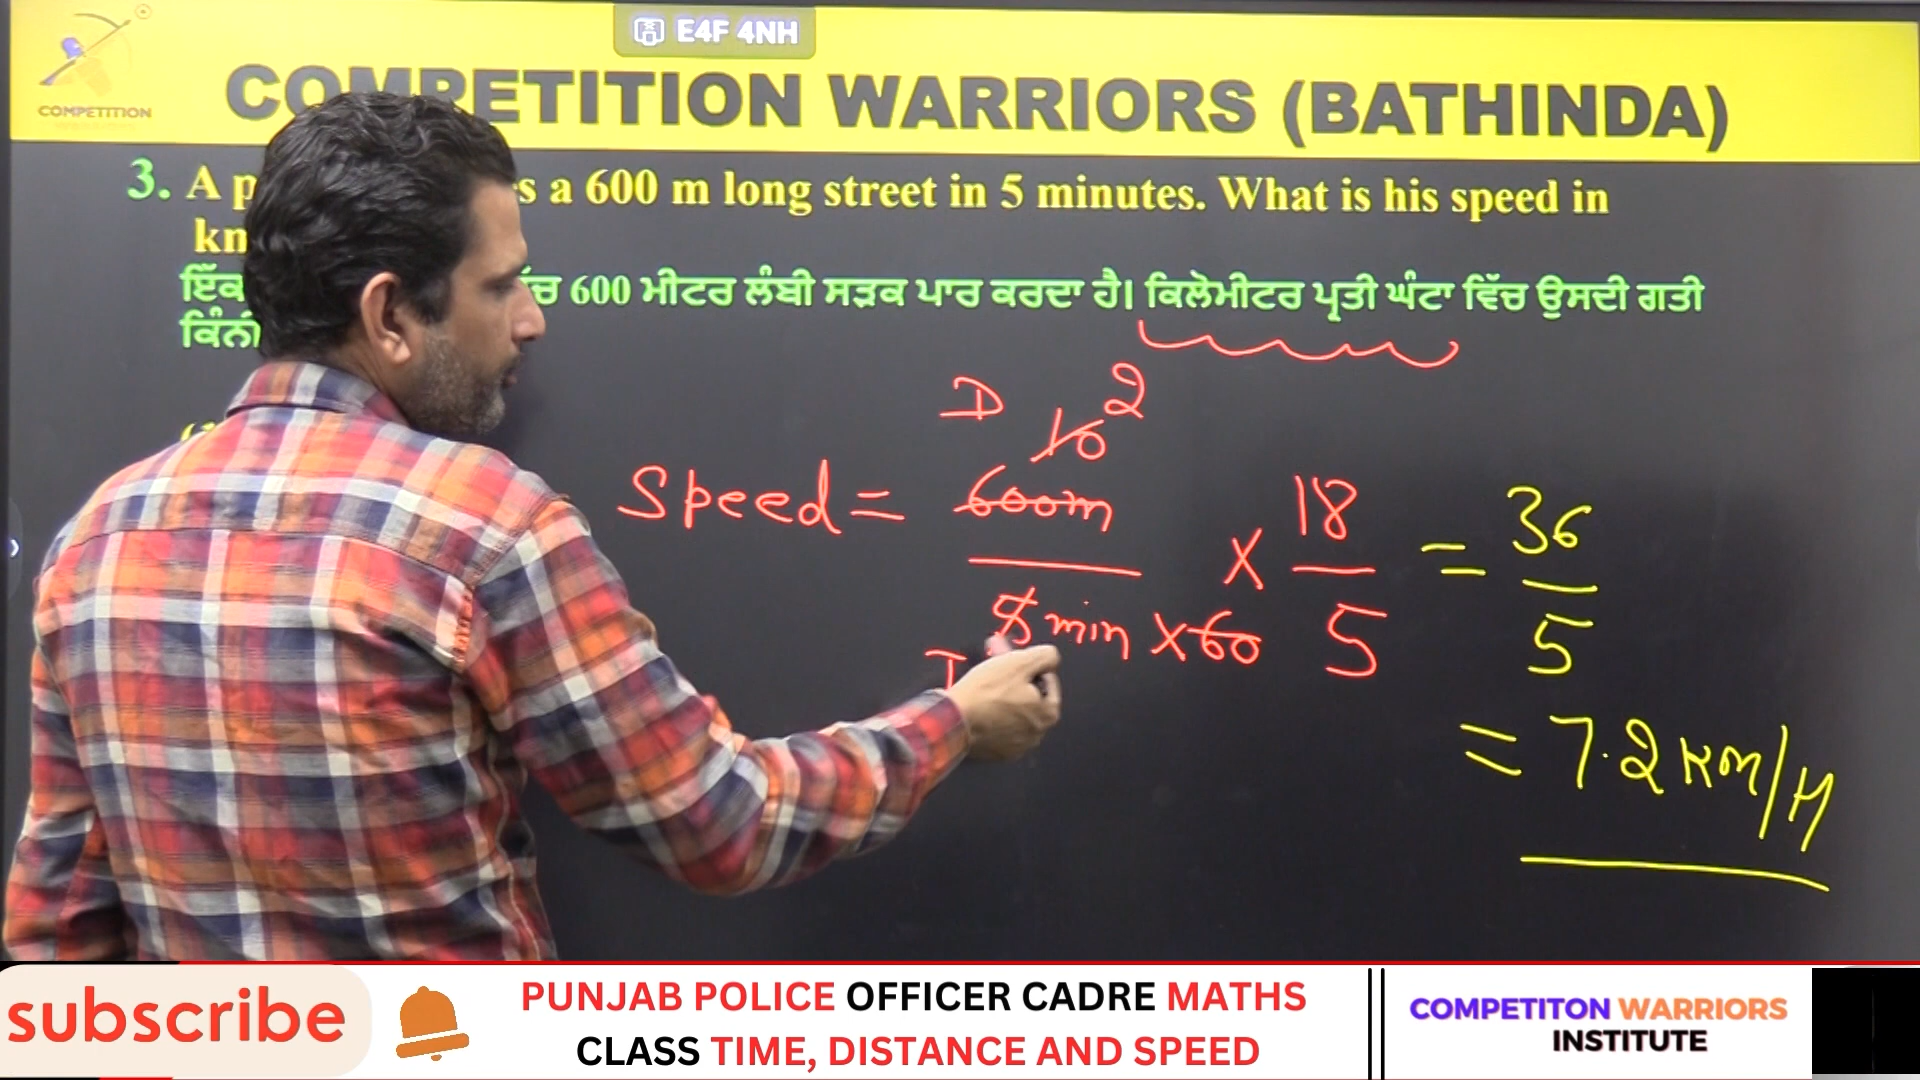 E4F 4NH
COMPETITION
COMPETITION WARRIORS (BATHINDA)
3. A a 600 m long street in 5 minutes. What is his speed in
600 ਮੀਟਰ ਲੰਬੀ ਸੜਕ ਪਾਰ ਕਰਦਾ ਹੈ। ਕਿਲੋਮੀਟਰ ਪ੍ਰਤੀ ਘੰਟਾ ਵਿੱਚ ਉਸਦੀ ਗਤੀ
D 10 2
Speed = 600m × 18 = 36
5 min × 60 5 5
T
= 7.2 Km/H
subscribe
PUNJAB POLICE OFFICER CADRE MATHS
CLASS TIME, DISTANCE AND SPEED
COMPETITON WARRIORS
INSTITUTE